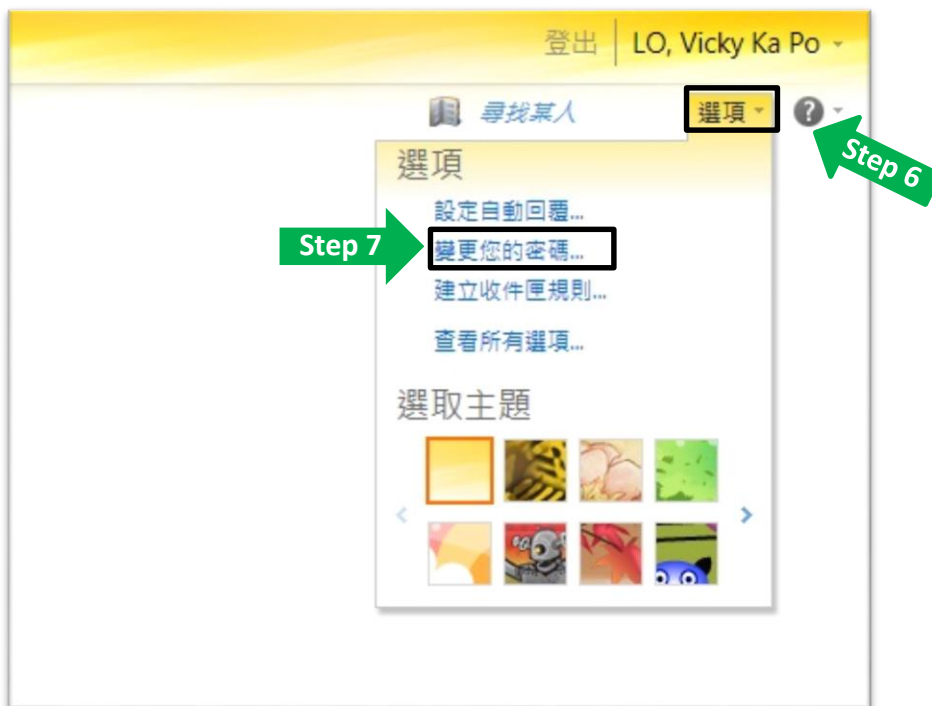 登出 LO, Vicky Ka Po
尋找某人 選項 ?
Step 6
選項
設定自動回覆...
Step 7 變更您的密碼...
建立收件匣規則...
查看所有選項...
選取主題